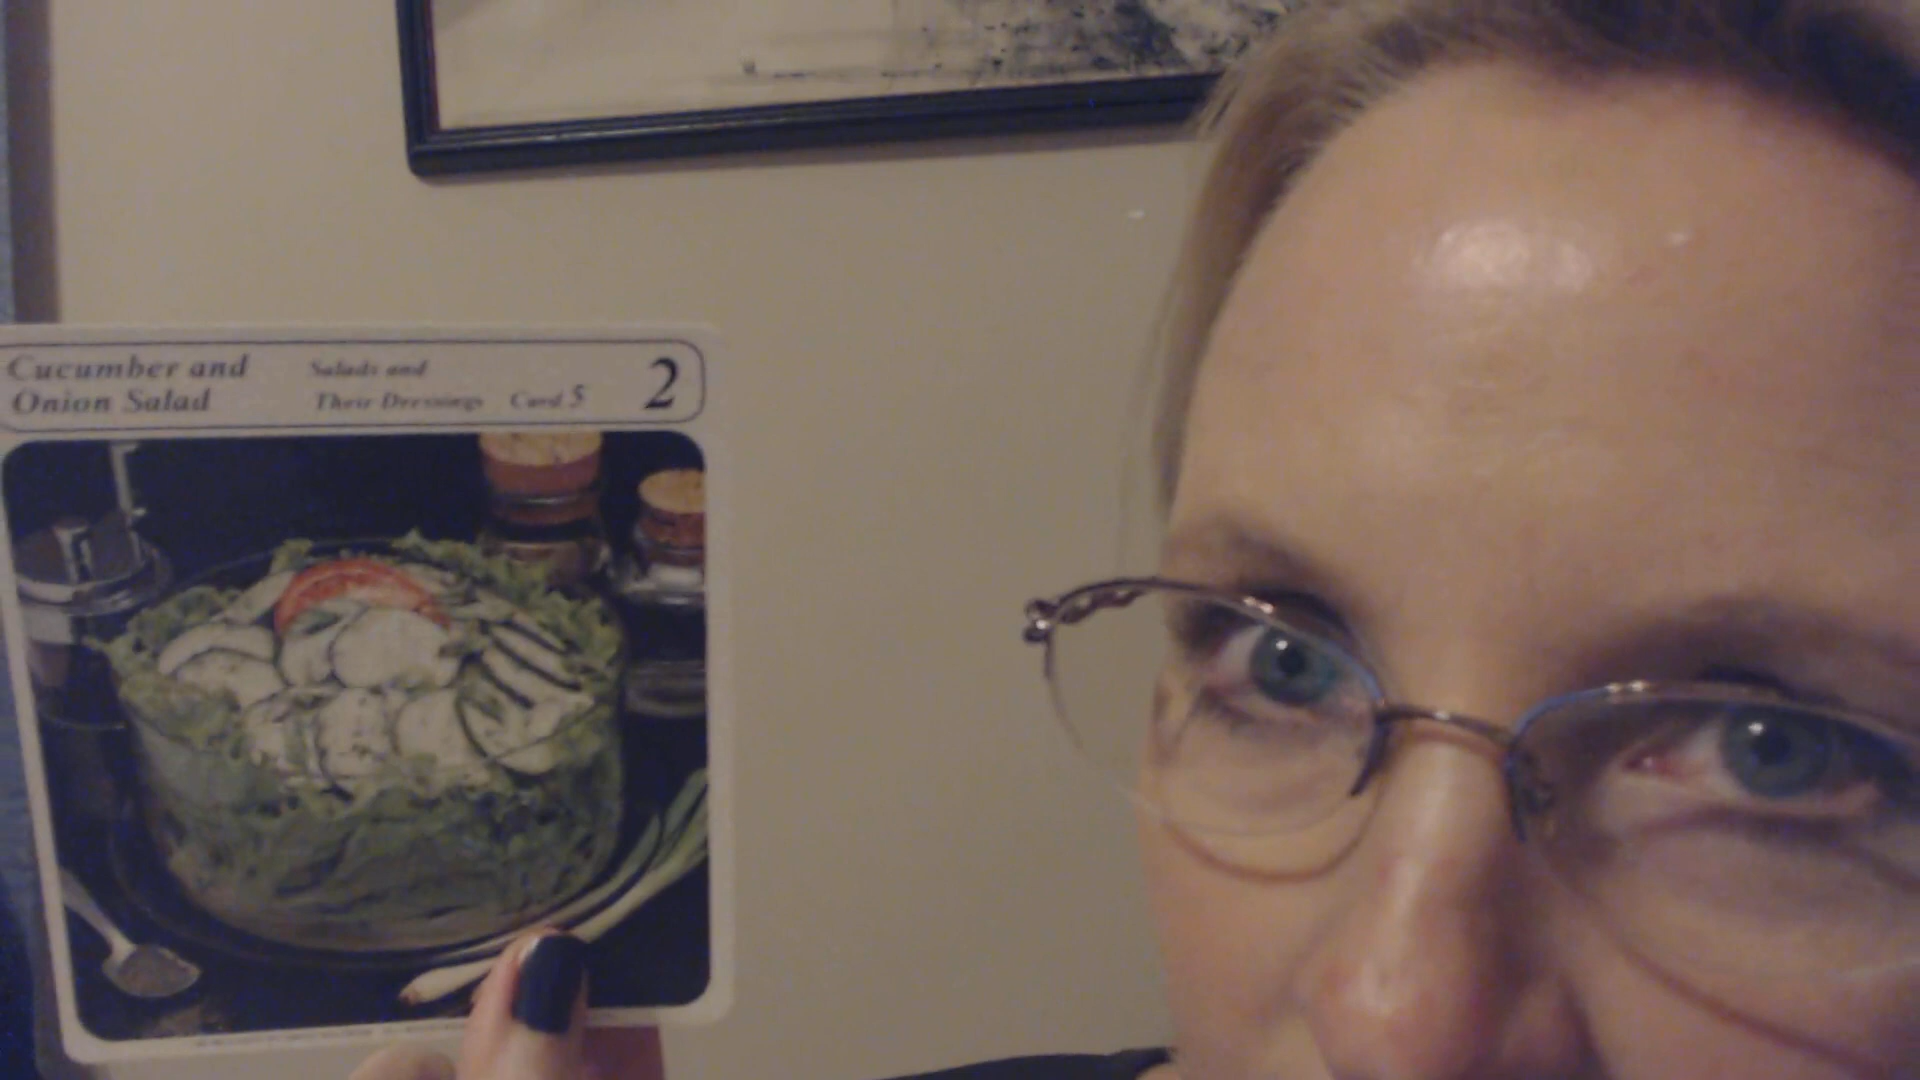 Cucumber and
Onion Salad
Salads and
Their Dressings Card 5
2